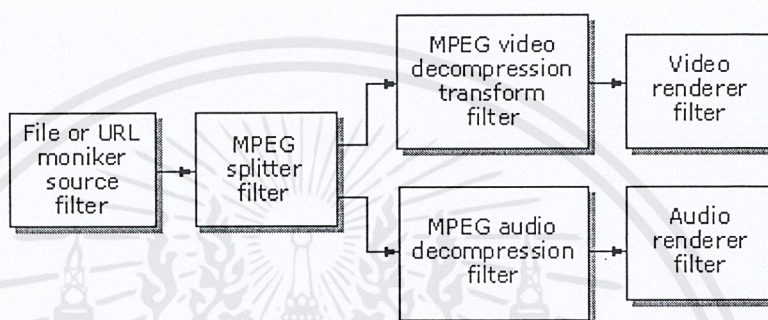 File or URL
moniker
source
filter
MPEG
splitter
filter
MPEG video
decompression
transform
filter
Video
renderer
filter
MPEG audio
decompression
filter
Audio
renderer
filter